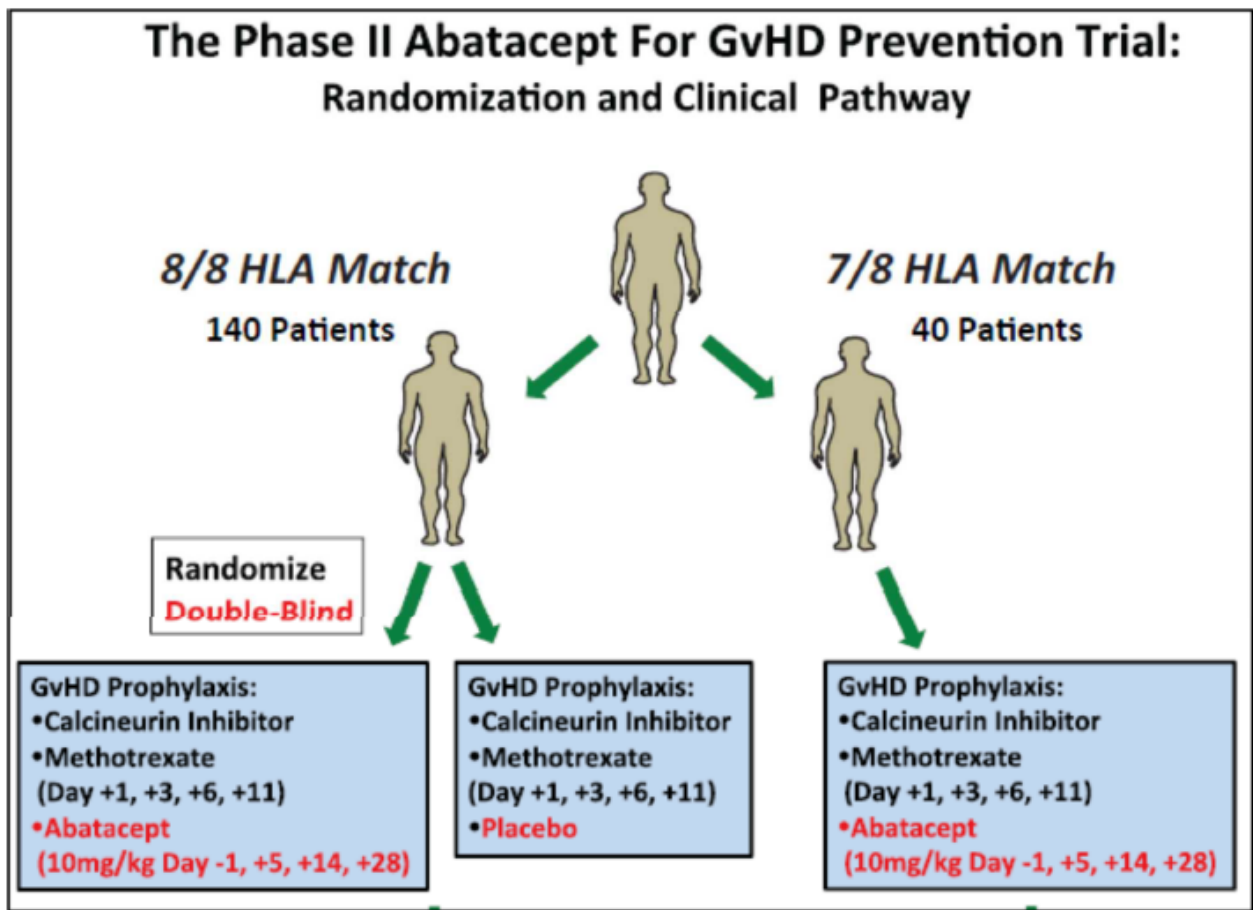 The Phase II Abatacept For GvHD Prevention Trial:
Randomization and Clinical Pathway
8/8 HLA Match
140 Patients
7/8 HLA Match
40 Patients
Randomize
Double-Blind
GvHD Prophylaxis:
•Calcineurin Inhibitor
•Methotrexate
(Day +1, +3, +6, +11)
•Abatacept
(10mg/kg Day -1, +5, +14, +28)
GvHD Prophylaxis:
•Calcineurin Inhibitor
•Methotrexate
(Day +1, +3, +6, +11)
•Placebo
GvHD Prophylaxis:
•Calcineurin Inhibitor
•Methotrexate
(Day +1, +3, +6, +11)
•Abatacept
(10mg/kg Day -1, +5, +14, +28)